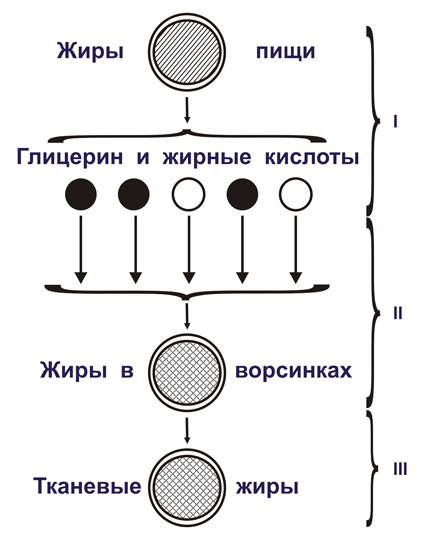 Жиры пищи
I
Глицерин и жирные кислоты
II
Жиры в ворсинках
III
Тканевые жиры